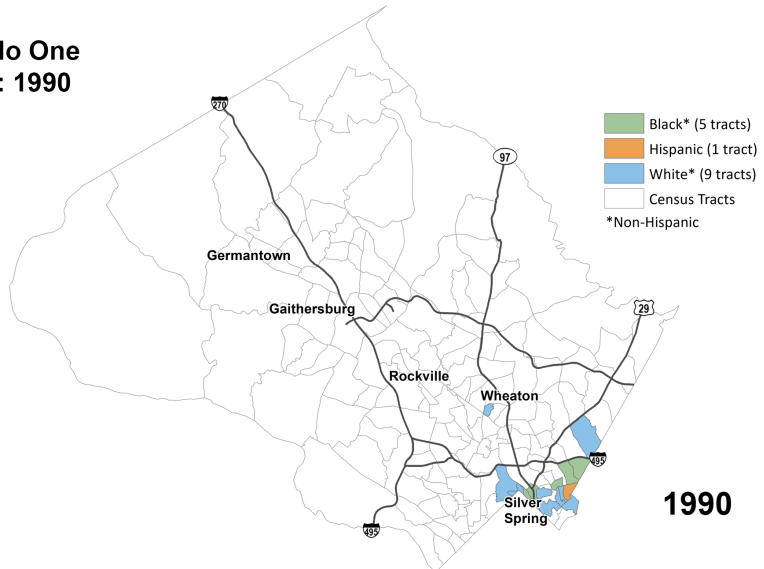 lo One
: 1990
270
97
Black* (5 tracts)
Hispanic (1 tract)
White* (9 tracts)
Census Tracts
*Non-Hispanic
Germantown
Gaithersburg
29
Rockville
Wheaton
495
Silver
Spring
1990
495